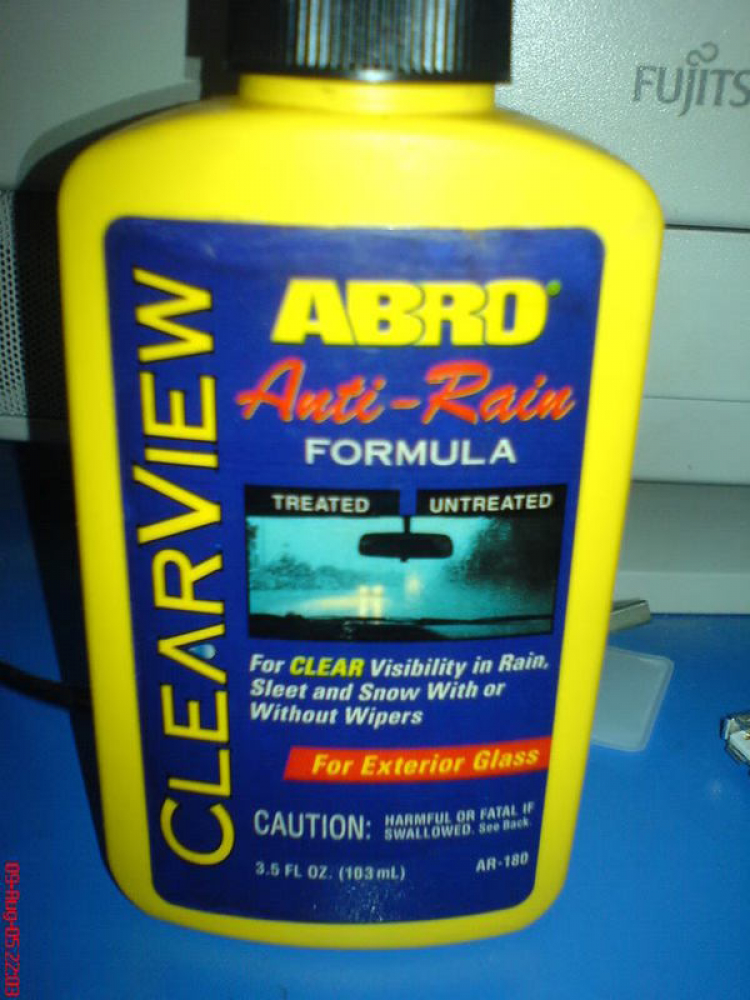 FUJITS
CLEARVIEW
ABRO
Anti-Rain
FORMULA
TREATED UNTREATED
For CLEAR Visibility in Rain,
Sleet and Snow With or
Without Wipers
For Exterior Glass
CAUTION: HARMFUL OR FATAL IF
SWALLOWED. See Back.
3.5 FL OZ. (103 mL) AR-180
09-Aug-05 22:03